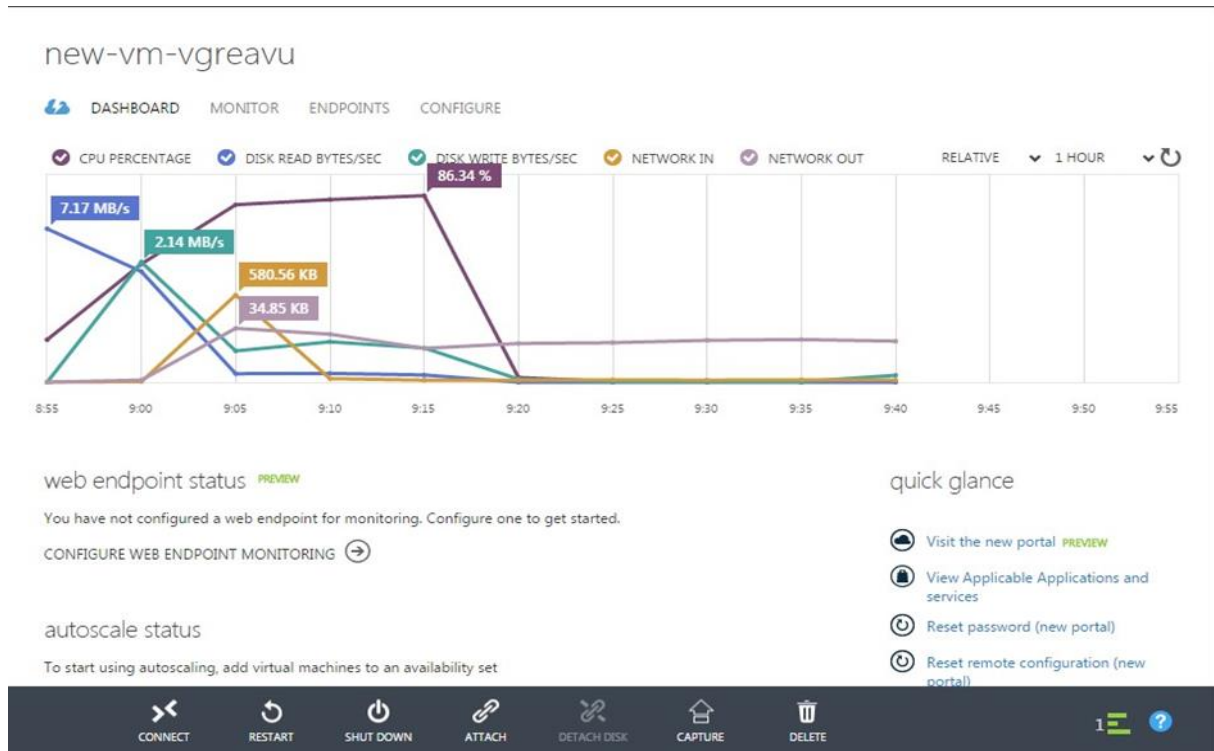 new-vm-vgreavu
DASHBOARD MONITOR ENDPOINTS CONFIGURE
CPU PERCENTAGE DISK READ BYTES/SEC DISK WRITE BYTES/SEC NETWORK IN NETWORK OUT RELATIVE 1 HOUR
86.34 %
7.17 MB/s
2.14 MB/s
580.56 KB
34.85 KB
8:55 9:00 9:05 9:10 9:15 9:20 9:25 9:30 9:35 9:40 9:45 9:50 9:55
web endpoint status PREVIEW
You have not configured a web endpoint for monitoring. Configure one to get started.
CONFIGURE WEB ENDPOINT MONITORING
autoscale status
To start using autoscaling, add virtual machines to an availability set
quick glance
Visit the new portal PREVIEW
View Applicable Applications and
services
Reset password (new portal)
Reset remote configuration (new
portal)
CONNECT RESTART SHUT DOWN ATTACH DETACH DISK CAPTURE DELETE 1 ?